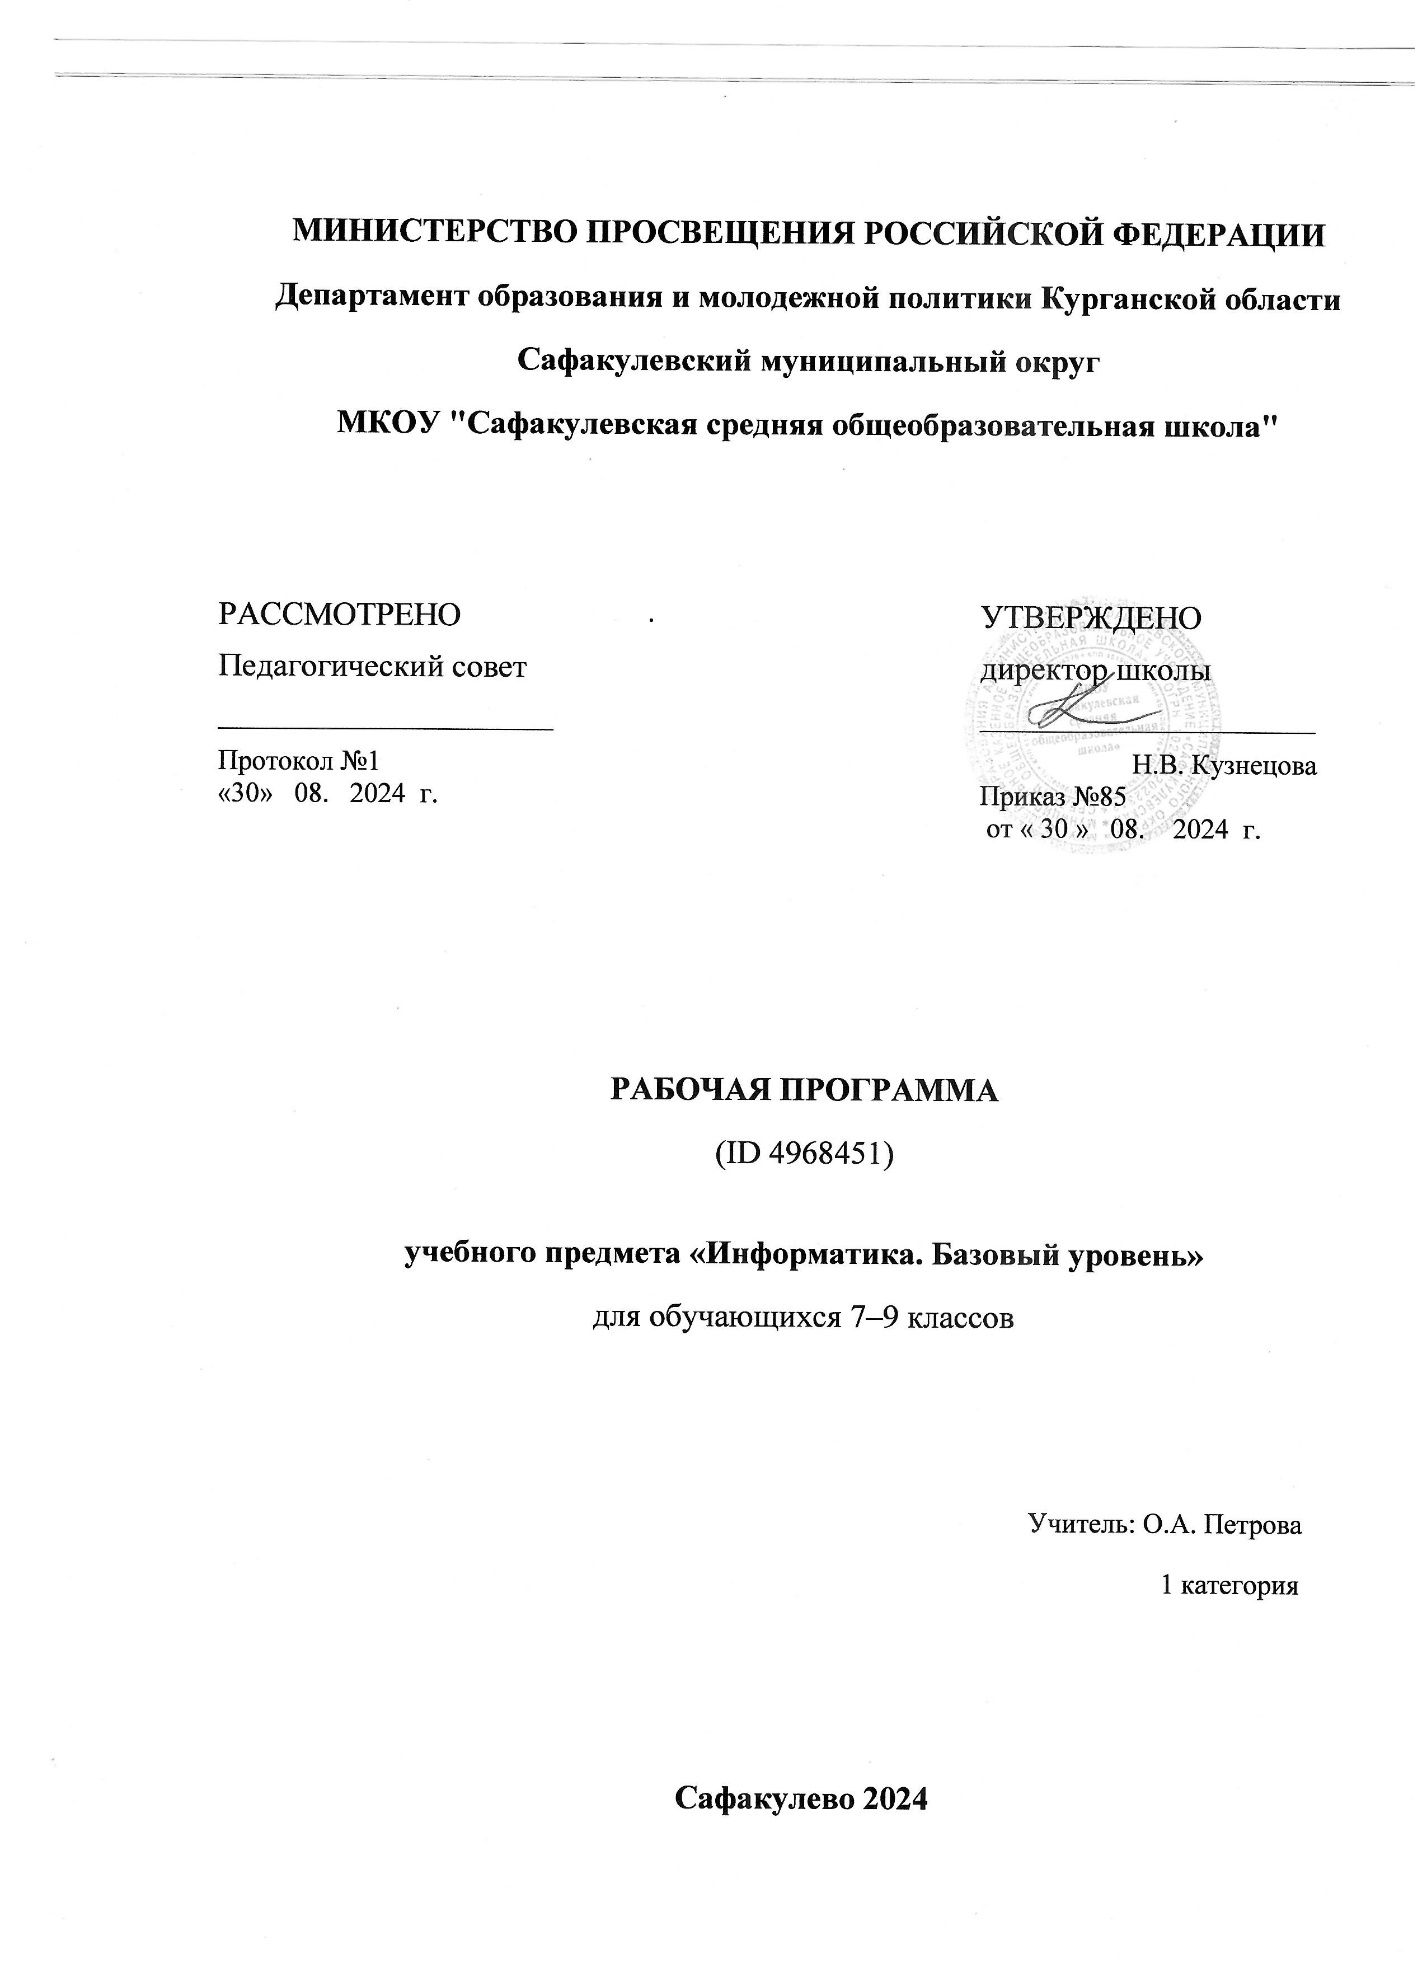 МИНИСТЕРСТВО ПРОСВЕЩЕНИЯ РОССИЙСКОЙ ФЕДЕРАЦИИ
Департамент образования и молодежной политики Курганской области
Сафакулевский муниципальный округ
МКОУ "Сафакулевская средняя общеобразовательная школа"
РАССМОТРЕНО
Педагогический совет
Протокол №1
«30» 08. 2024 г.
УТВЕРЖДЕНО
директор школы
Н.В. Кузнецова
Приказ №85
от « 30 » 08. 2024 г.
общеобразовательная
школа»
РАБОЧАЯ ПРОГРАММА
(ID 4968451)
учебного предмета «Информатика. Базовый уровень»
для обучающихся 7–9 классов
Учитель: О.А. Петрова
1 категория
Сафакулево 2024